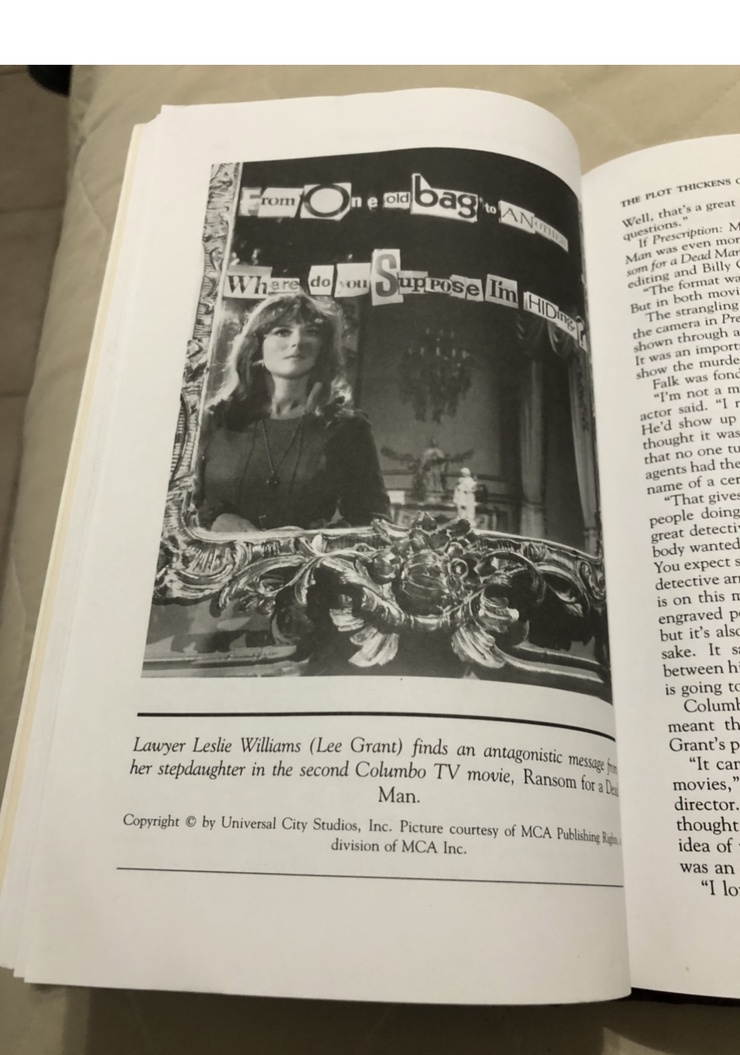 From One old bag to ANOTHER
Where do you Suppose I'm HIDing?
Lawyer Leslie Williams (Lee Grant) finds an antagonistic message
her stepdaughter in the second Columbo TV movie, Ransom for a
Man.
Copyright © by Universal City Studios, Inc. Picture courtesy of MCA Publishing
division of MCA Inc.
THE PLOT THICKENS
Well, that's a great
questions."
If Prescription: M
Man was even mor
som for a Dead Man
editing and Billy
"The format wa
But in both movi
The strangling
the camera in Pre
shown through a
It was an import
show the murde
Falk was fond
"I'm not a m
actor said. "I r
He'd show up
thought it was
that no one tu
agents had the
name of a cer
"That gives
people doing
great detecti
body wanted
You expect s
detective an
is on this m
engraved p
but it's also
sake. It sa
between hi
is going to
Columb
meant th
Grant's p
"It car
movies,"
director.
thought
idea of
was an
"I lo